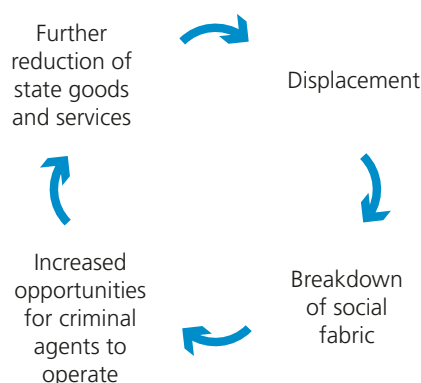 Further
reduction of
state goods
and services
Displacement
Breakdown
of social
fabric
Increased
opportunities
for criminal
agents to
operate